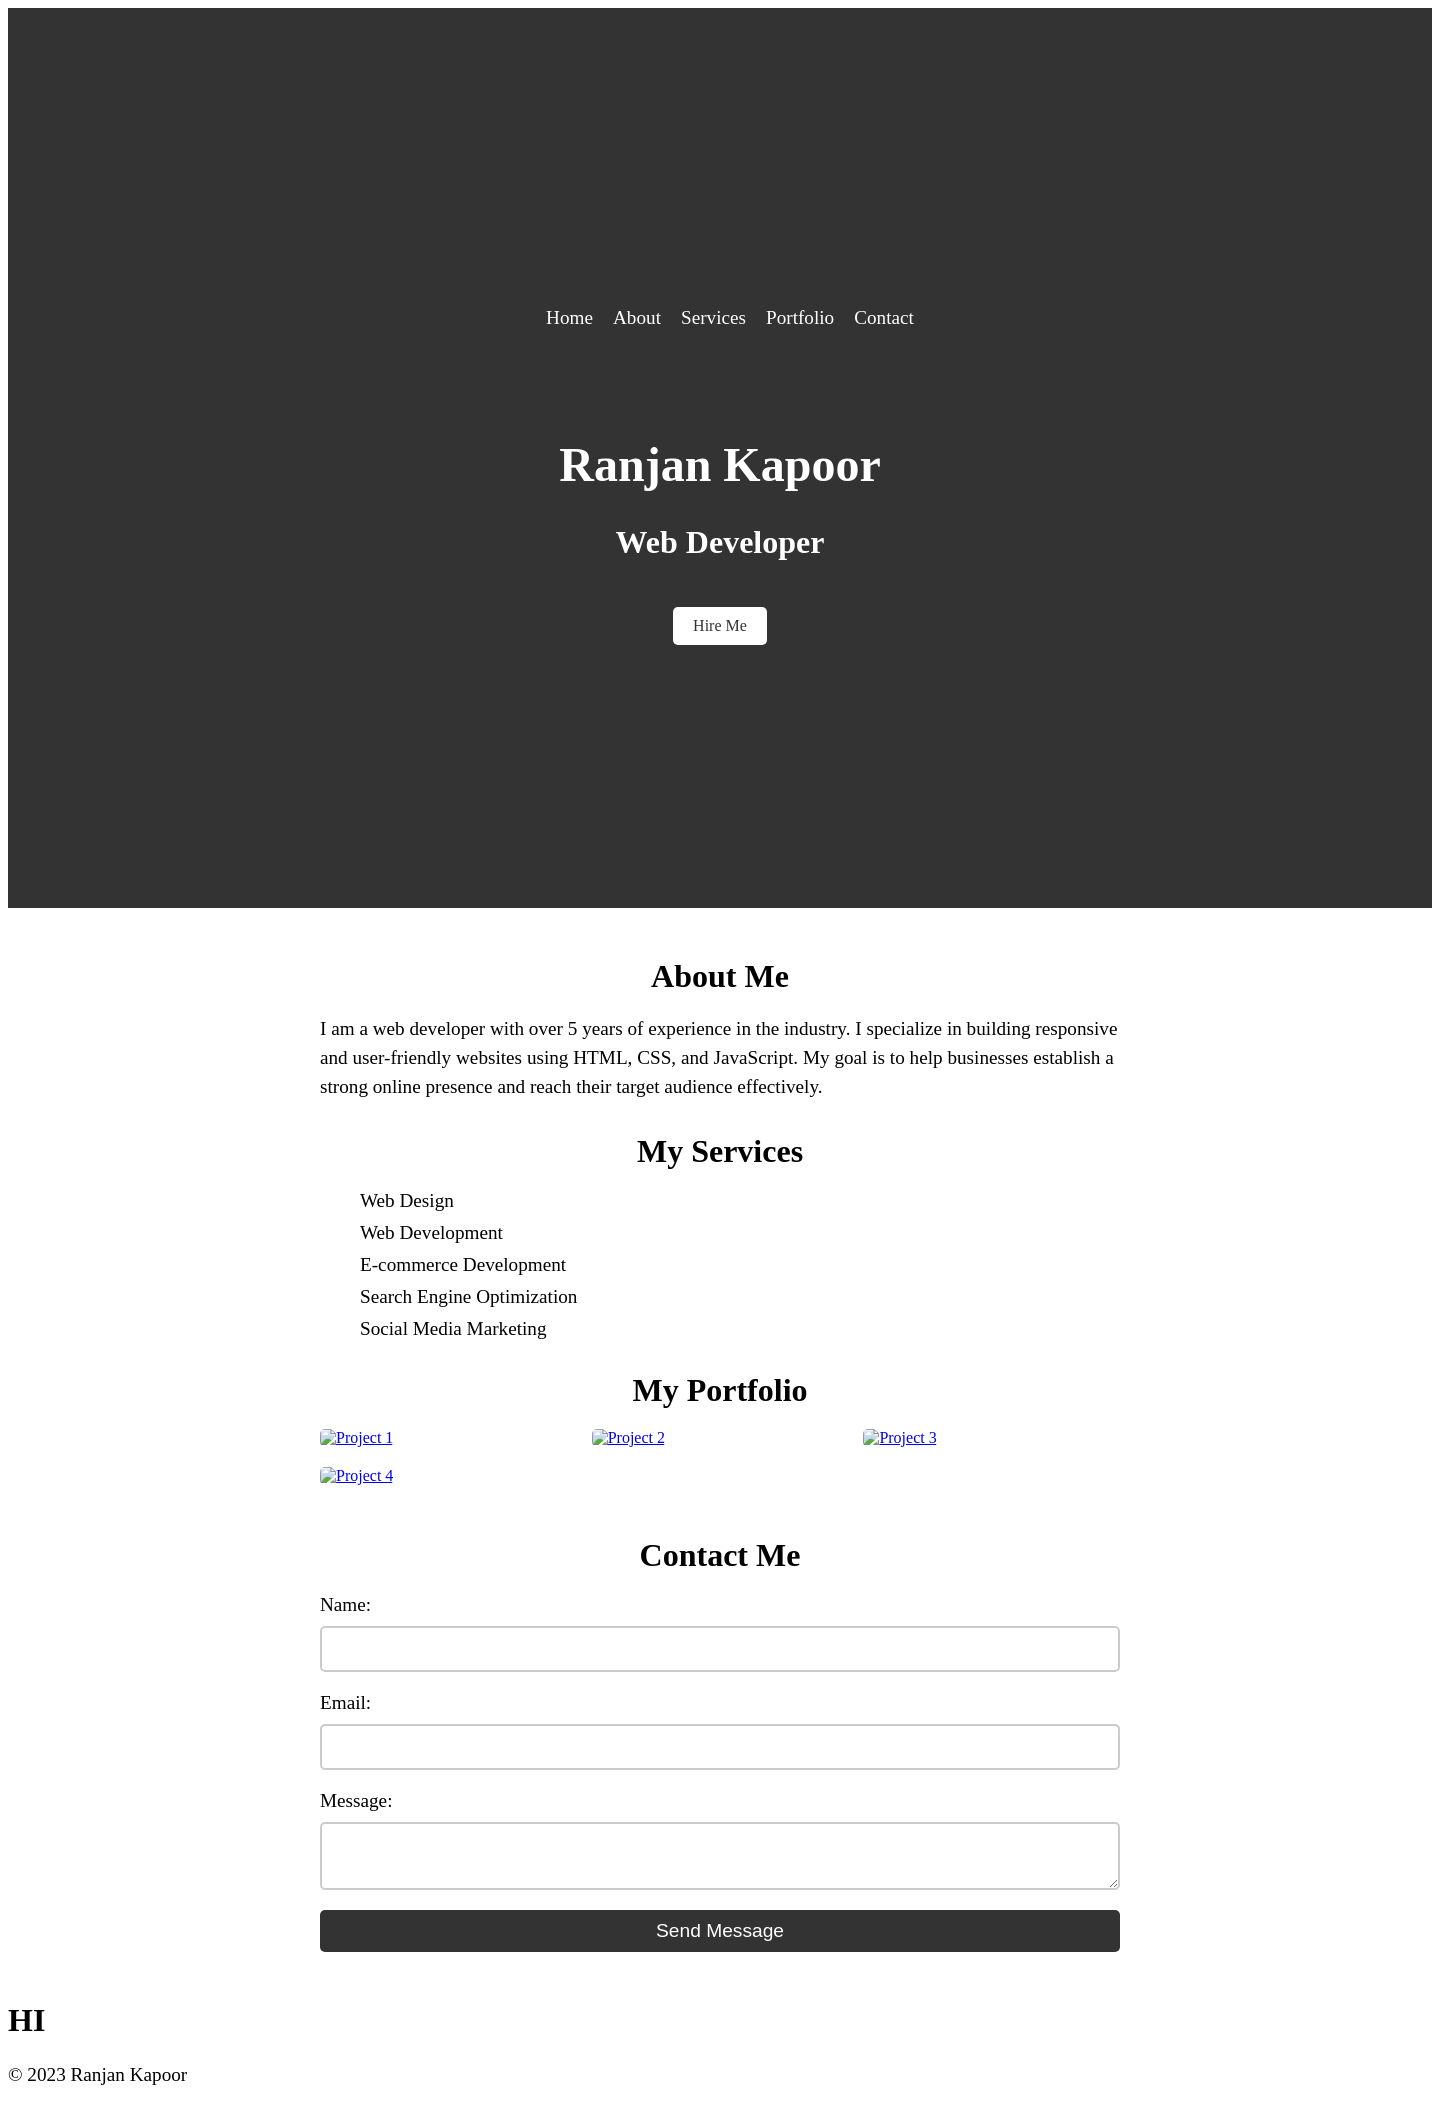 Home About Services Portfolio Contact
Ranjan Kapoor
Web Developer
Hire Me
About Me
I am a web developer with over 5 years of experience in the industry. I specialize in building responsive
and user-friendly websites using HTML, CSS, and JavaScript. My goal is to help businesses establish a
strong online presence and reach their target audience effectively.
My Services
Web Design
Web Development
E-commerce Development
Search Engine Optimization
Social Media Marketing
My Portfolio
Project 1 Project 2 Project 3
Project 4
Contact Me
Name:
Email:
Message:
Send Message
HI
© 2023 Ranjan Kapoor